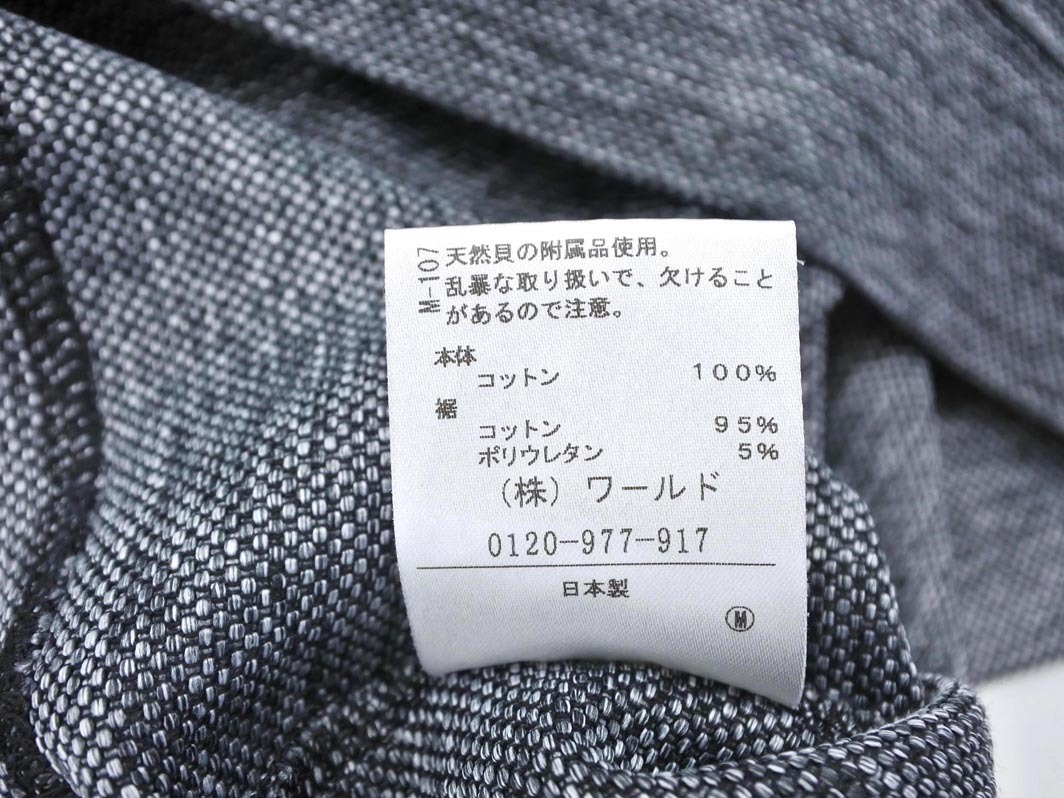 M-107
天然貝の附属品使用。
乱暴な取り扱いで、欠けること
があるので注意。
本体
コットン 100%
裾
コットン 95%
ポリウレタン 5%
(株) ワールド
0120-977-917
日本製
Ⓜ